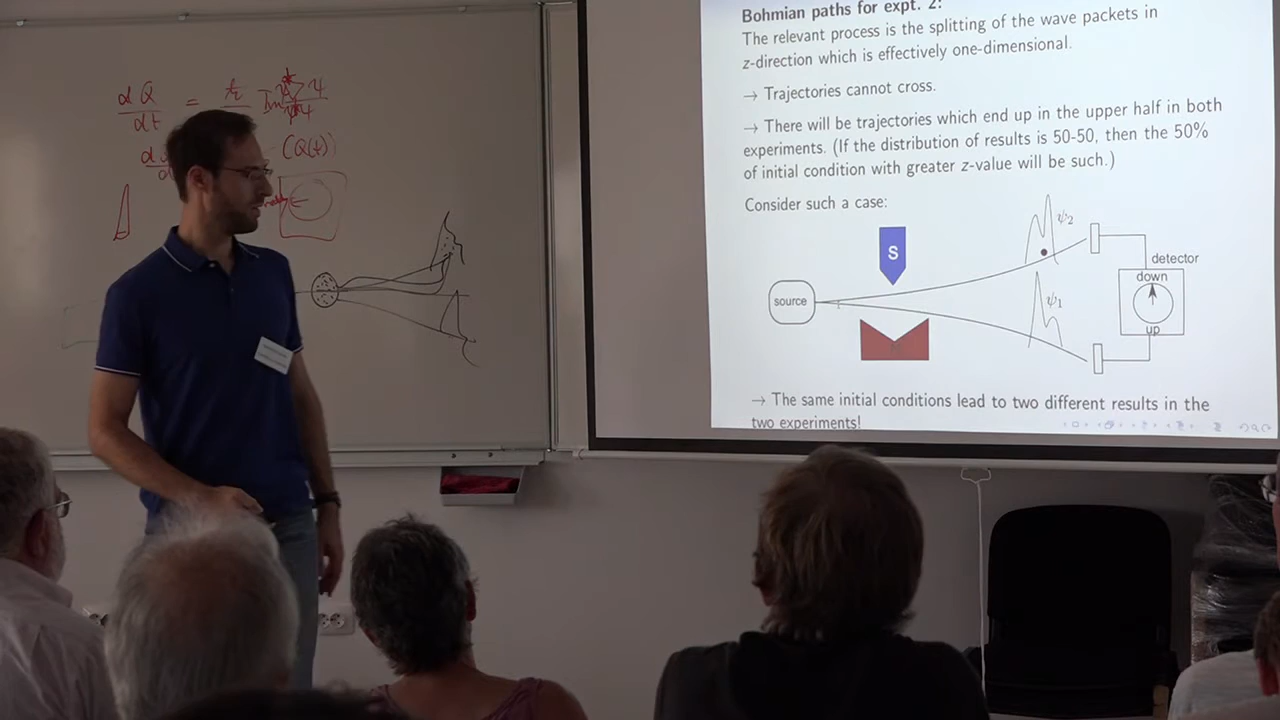 dQ
dt
=
ħ
Im
ψ
(Q(t))
Bohmian paths for expt. 2:
The relevant process is the splitting of the wave packets in
z-direction which is effectively one-dimensional.
→ Trajectories cannot cross.
→ There will be trajectories which end up in the upper half in both
experiments. (If the distribution of results is 50-50, then the 50%
of initial condition with greater z-value will be such.)
Consider such a case:
S
ψ₂
detector
down
source
ψ₁
up
→ The same initial conditions lead to two different results in the
two experiments!